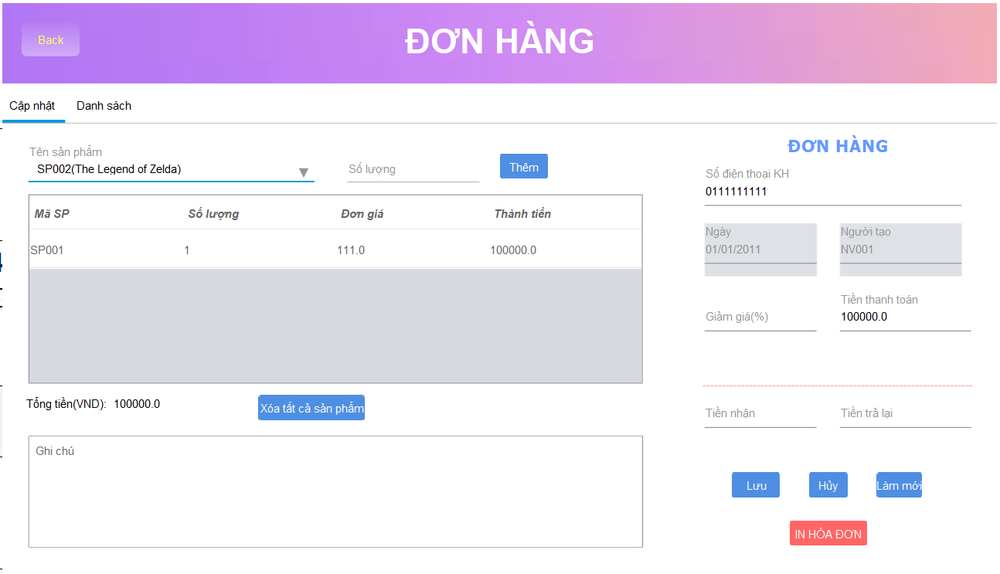 Back
ĐƠN HÀNG
Cập nhật Danh sách
Tên sản phẩm
SP002(The Legend of Zelda)
Số lượng
Thêm
Mã SP Số lượng Đơn giá Thành tiền
SP001 1 111.0 100000.0
Tổng tiền(VND): 100000.0
Xóa tất cả sản phẩm
Ghi chú
ĐƠN HÀNG
Số điện thoại KH
0111111111
Ngày
01/01/2011
Người tạo
NV001
Giảm giá(%)
Tiền thanh toán
100000.0
Tiền nhận
Tiền trả lại
Lưu Hủy Làm mới
IN HÓA ĐƠN